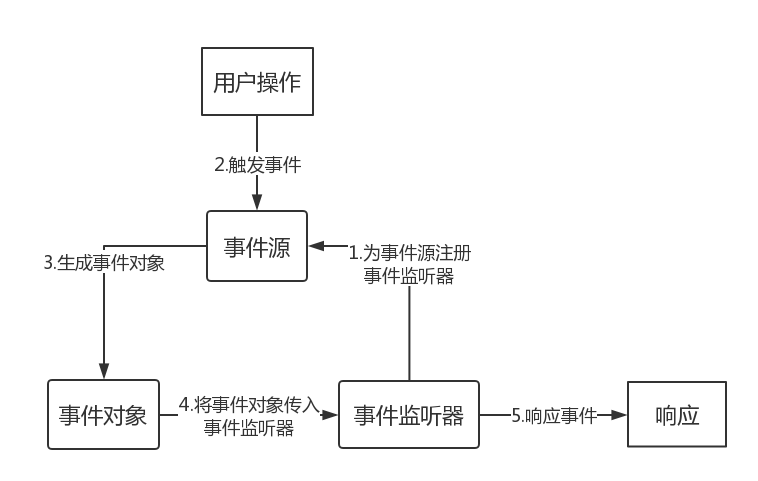 用户操作
2.触发事件
事件源
1.为事件源注册
事件监听器
3.生成事件对象
事件对象
4.将事件对象传入
事件监听器
事件监听器
5.响应事件
响应